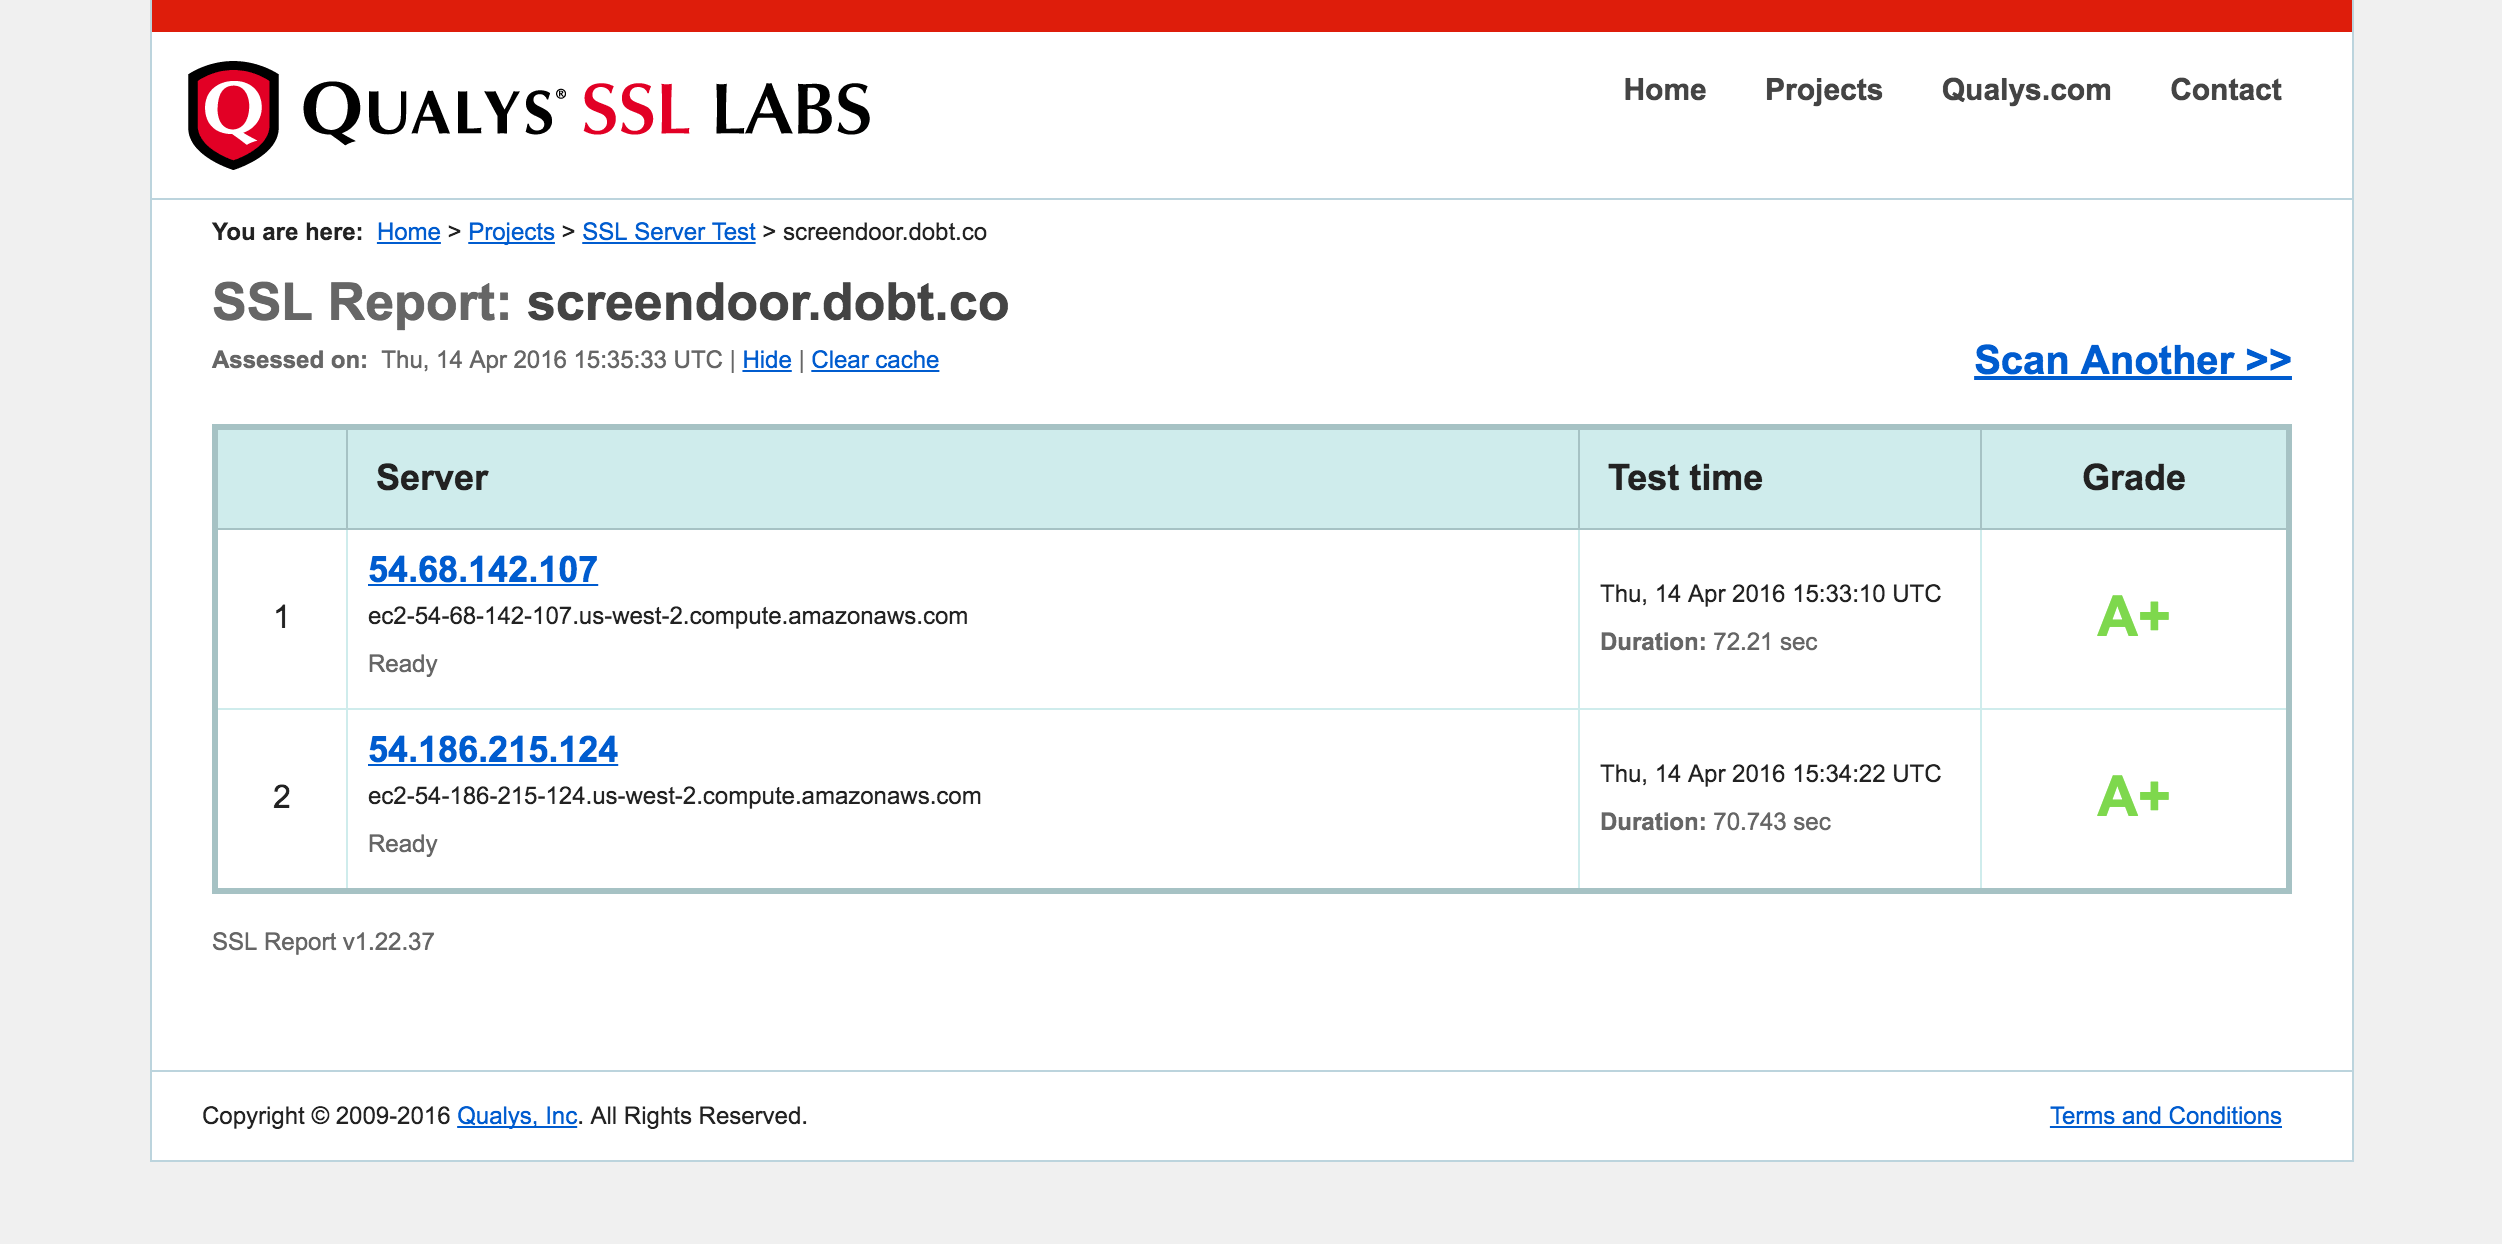 QUALYS® SSL LABS
Home Projects Qualys.com Contact
You are here: Home > Projects > SSL Server Test > screendoor.dobt.co
SSL Report: screendoor.dobt.co
Assessed on: Thu, 14 Apr 2016 15:35:33 UTC | Hide | Clear cache
Scan Another >>
Server Test time Grade
1
54.68.142.107
ec2-54-68-142-107.us-west-2.compute.amazonaws.com
Ready
Thu, 14 Apr 2016 15:33:10 UTC
Duration: 72.21 sec
A+
2
54.186.215.124
ec2-54-186-215-124.us-west-2.compute.amazonaws.com
Ready
Thu, 14 Apr 2016 15:34:22 UTC
Duration: 70.743 sec
A+
SSL Report v1.22.37
Copyright © 2009-2016 Qualys, Inc. All Rights Reserved.
Terms and Conditions